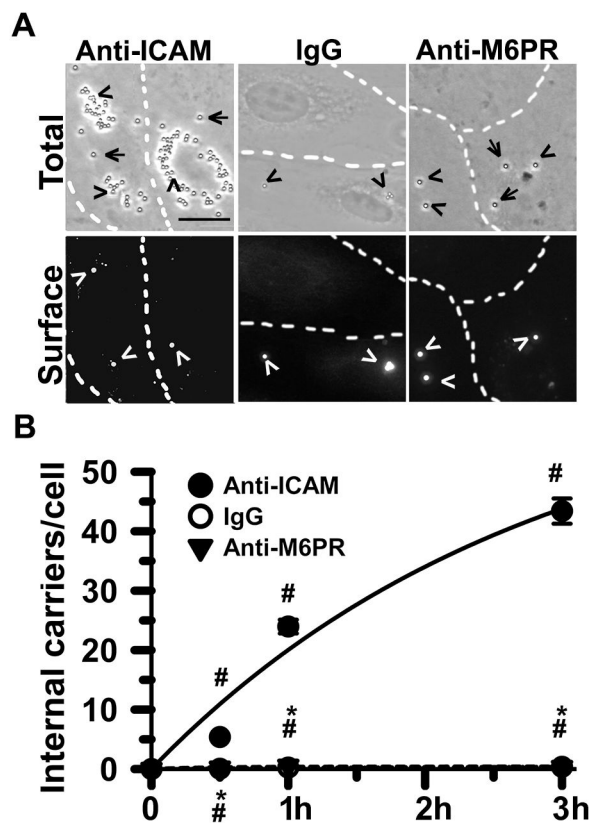 A
Anti-ICAM IgG Anti-M6PR
Total
Surface
B
Internal carriers/cell
50
40
30
20
10
0
Anti-ICAM
IgG
Anti-M6PR
#
#
#
*
#
*
#
*
#
0 1h 2h 3h